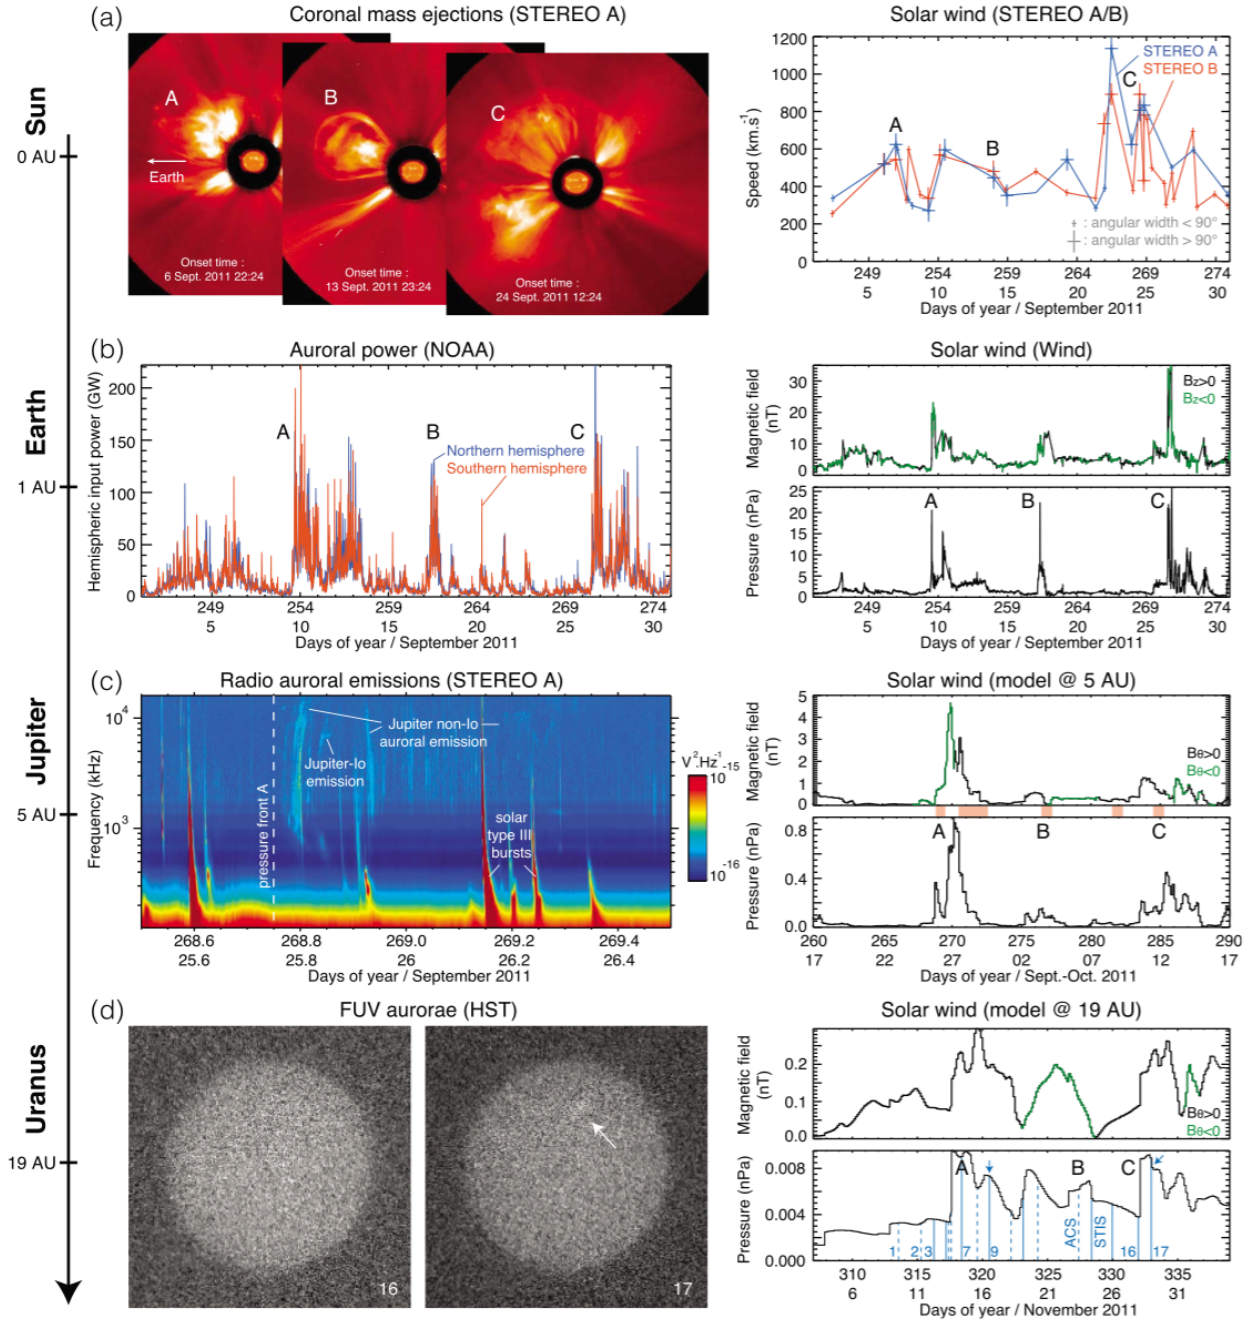 (a)
Coronal mass ejections (STEREO A)
A
B
C
Earth
Onset time :
6 Sept. 2011 22:24
Onset time :
13 Sept. 2011 23:24
Onset time :
24 Sept. 2011 12:24
Sun
0 AU
Solar wind (STEREO A/B)
Speed (km.s⁻¹)
1200
1000
800
600
400
200
0
STEREO A
STEREO B
A
B
C
: angular width < 90°
: angular width > 90°
249 254 259 264 269 274
5 10 15 20 25 30
Days of year / September 2011
(b)
Auroral power (NOAA)
Earth
1 AU
Hemispheric input power (GW)
200
150
100
50
0
A
B
C
Northern hemisphere
Southern hemisphere
249 254 259 264 269 274
5 10 15 20 25 30
Days of year / September 2011
Solar wind (Wind)
Magnetic field
(nT)
30
20
10
0
Bz>0
Bz<0
Pressure (nPa)
25
20
15
10
5
0
A
B
C
249 254 259 264 269 274
5 10 15 20 25 30
Days of year / September 2011
(c)
Radio auroral emissions (STEREO A)
Jupiter
5 AU
Frequency (kHz)
10⁴
10³
pressure front A
Jupiter non-Io
auroral emission
Jupiter-Io
emission
solar
type III
bursts
V²Hz⁻¹
10⁻¹⁵
10⁻¹⁶
268.6 268.8 269.0 269.2 269.4
25.6 25.8 26 26.2 26.4
Days of year / September 2011
Solar wind (model @ 5 AU)
Magnetic field
(nT)
5
4
3
2
1
0
Bθ>0
Bθ<0
Pressure (nPa)
0.8
0.4
0.0
A
B
C
260 265 270 275 280 285 290
17 22 27 02 07 12 17
Days of year / Sept.-Oct. 2011
(d)
FUV aurorae (HST)
Uranus
19 AU
16
17
Solar wind (model @ 19 AU)
Magnetic field
(nT)
0.2
0.1
0.0
Bθ>0
Bθ<0
Pressure (nPa)
0.008
0.004
0.000
A
B
C
1 2 3 7 9 ACS STIS 16 17
310 315 320 325 330 335
6 11 16 21 26 31
Days of year / November 2011